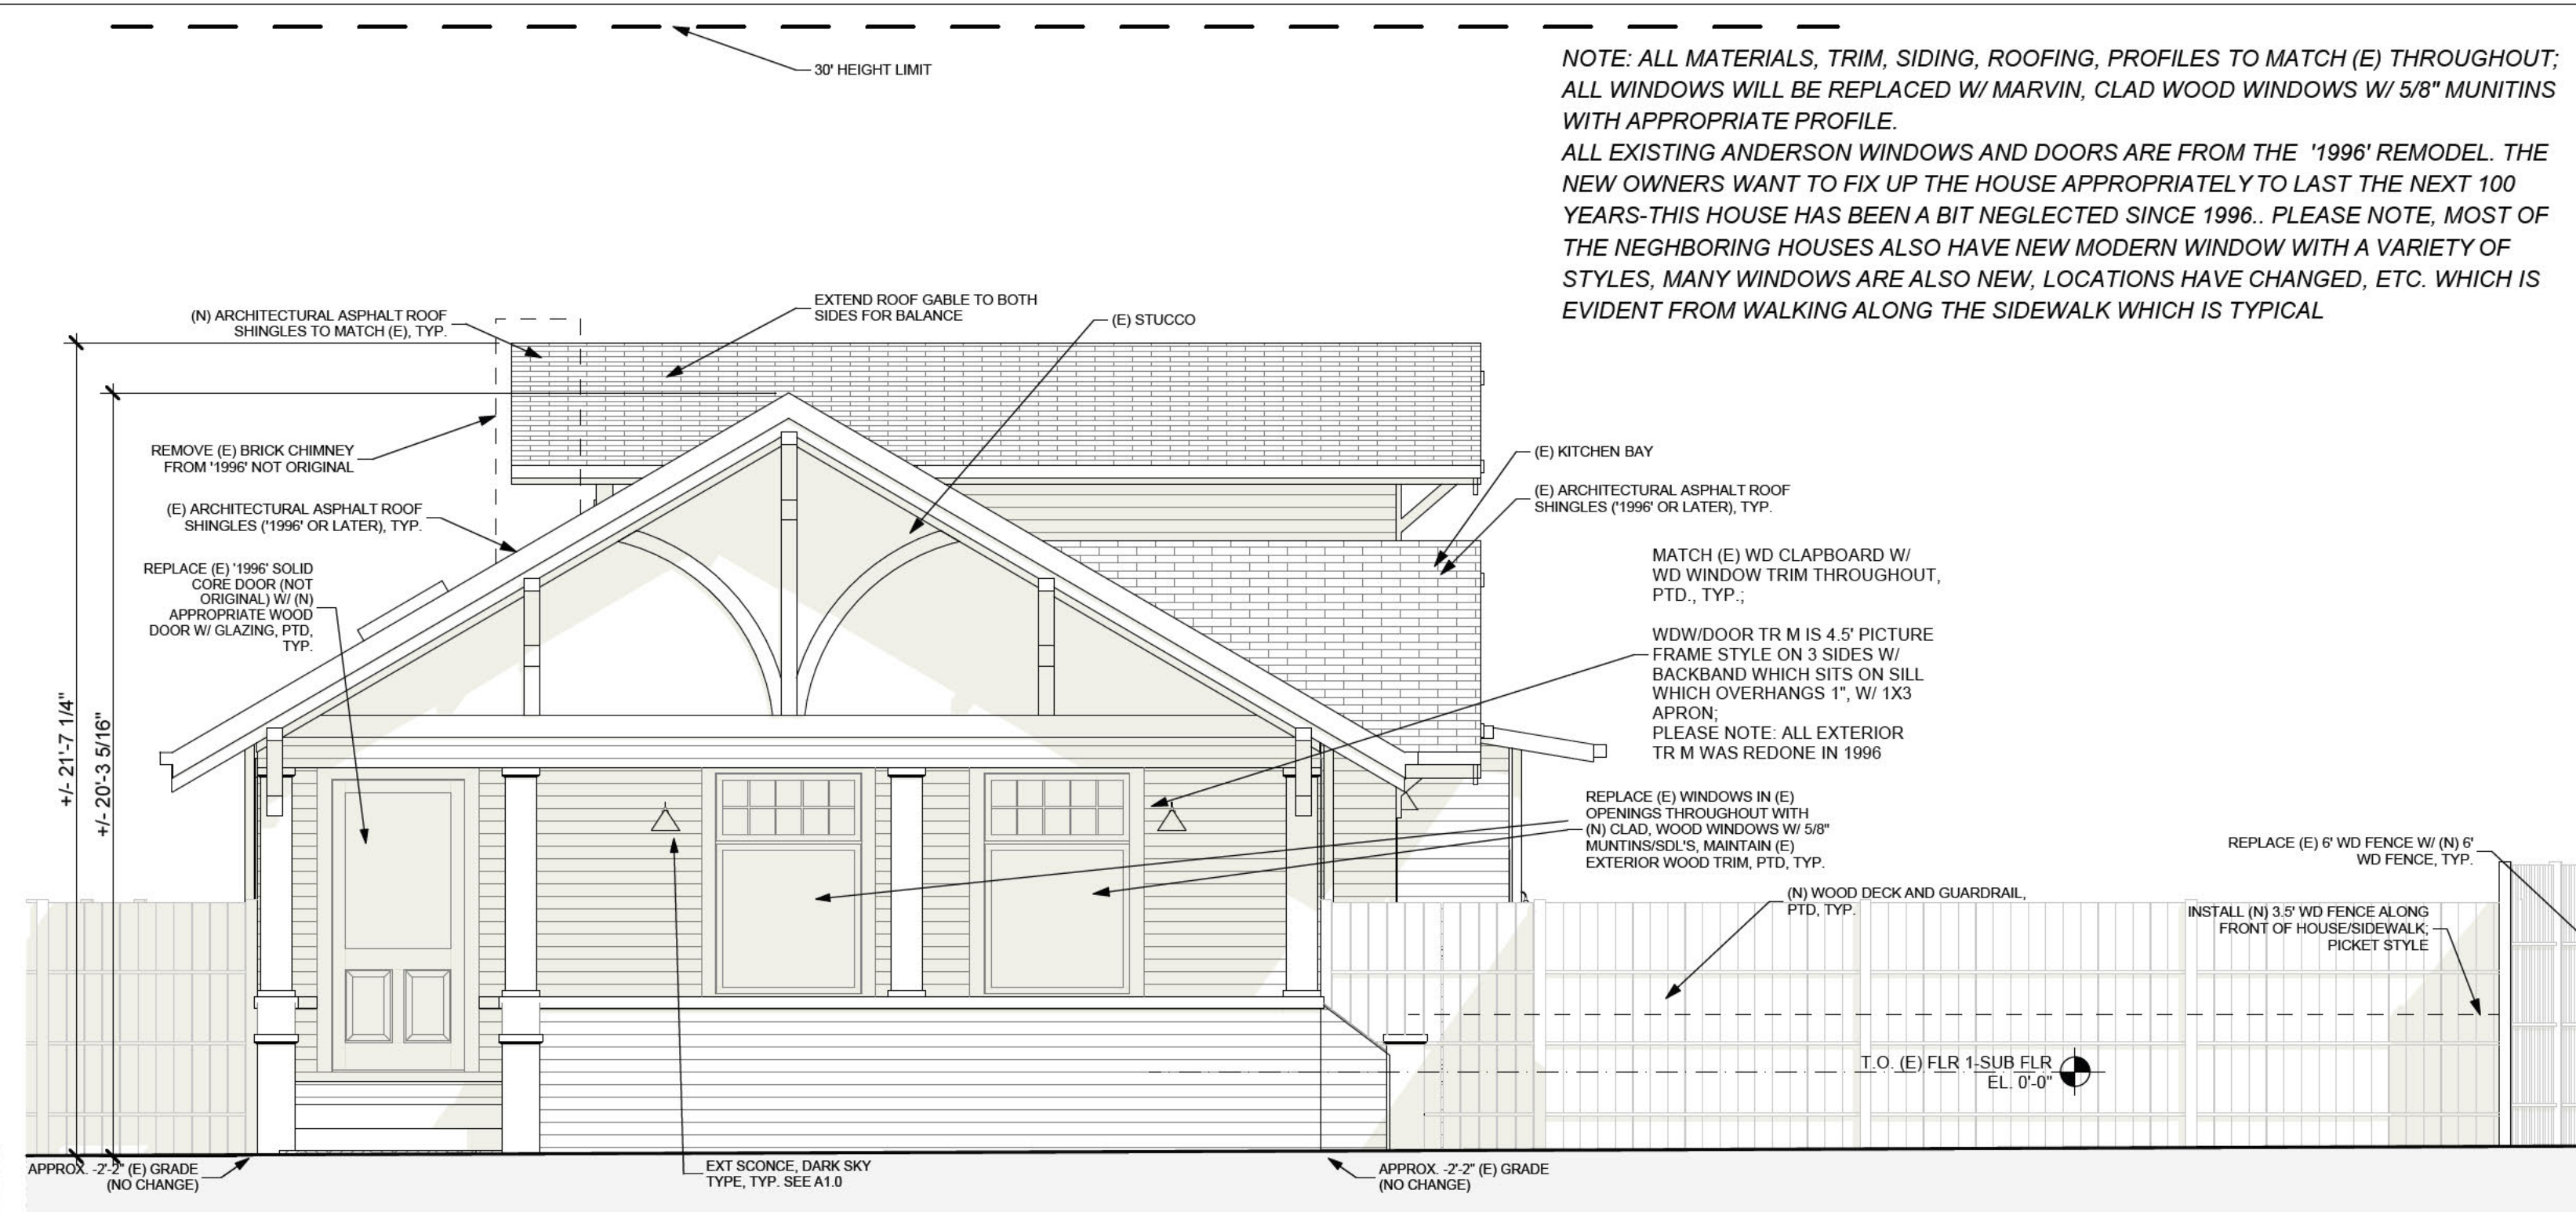 30' HEIGHT LIMIT
NOTE: ALL MATERIALS, TRIM, SIDING, ROOFING, PROFILES TO MATCH (E) THROUGHOUT;
ALL WINDOWS WILL BE REPLACED W/ MARVIN, CLAD WOOD WINDOWS W/ 5/8" MUNITINS
WITH APPROPRIATE PROFILE.
ALL EXISTING ANDERSON WINDOWS AND DOORS ARE FROM THE '1996' REMODEL. THE
NEW OWNERS WANT TO FIX UP THE HOUSE APPROPRIATELY TO LAST THE NEXT 100
YEARS-THIS HOUSE HAS BEEN A BIT NEGLECTED SINCE 1996.. PLEASE NOTE, MOST OF
THE NEGHBORING HOUSES ALSO HAVE NEW MODERN WINDOW WITH A VARIETY OF
STYLES, MANY WINDOWS ARE ALSO NEW, LOCATIONS HAVE CHANGED, ETC. WHICH IS
EVIDENT FROM WALKING ALONG THE SIDEWALK WHICH IS TYPICAL
(N) ARCHITECTURAL ASPHALT ROOF
SHINGLES TO MATCH (E), TYP.
EXTEND ROOF GABLE TO BOTH
SIDES FOR BALANCE
(E) STUCCO
REMOVE (E) BRICK CHIMNEY
FROM '1996' NOT ORIGINAL
(E) ARCHITECTURAL ASPHALT ROOF
SHINGLES ('1996' OR LATER), TYP.
REPLACE (E) '1996' SOLID
CORE DOOR (NOT
ORIGINAL) W/ (N)
APPROPRIATE WOOD
DOOR W/ GLAZING, PTD,
TYP.
+/- 21'-7 1/4"
+/- 20'-3 5/16"
(E) KITCHEN BAY
(E) ARCHITECTURAL ASPHALT ROOF
SHINGLES ('1996' OR LATER), TYP.
MATCH (E) WD CLAPBOARD W/
WD WINDOW TRIM THROUGHOUT,
PTD., TYP.;
WDW/DOOR TR M IS 4.5' PICTURE
FRAME STYLE ON 3 SIDES W/
BACKBAND WHICH SITS ON SILL
WHICH OVERHANGS 1", W/ 1X3
APRON;
PLEASE NOTE: ALL EXTERIOR
TR M WAS REDONE IN 1996
REPLACE (E) WINDOWS IN (E)
OPENINGS THROUGHOUT WITH
(N) CLAD, WOOD WINDOWS W/ 5/8"
MUNTINS/SDL'S, MAINTAIN (E)
EXTERIOR WOOD TRIM, PTD, TYP.
REPLACE (E) 6' WD FENCE W/ (N) 6'
WD FENCE, TYP.
(N) WOOD DECK AND GUARDRAIL,
PTD, TYP.
INSTALL (N) 3.5' WD FENCE ALONG
FRONT OF HOUSE/SIDEWALK;
PICKET STYLE
T.O. (E) FLR 1-SUB FLR
EL. 0'-0"
APPROX. -2'-2" (E) GRADE
(NO CHANGE)
EXT SCONCE, DARK SKY
TYPE, TYP. SEE A1.0
APPROX. -2'-2" (E) GRADE
(NO CHANGE)